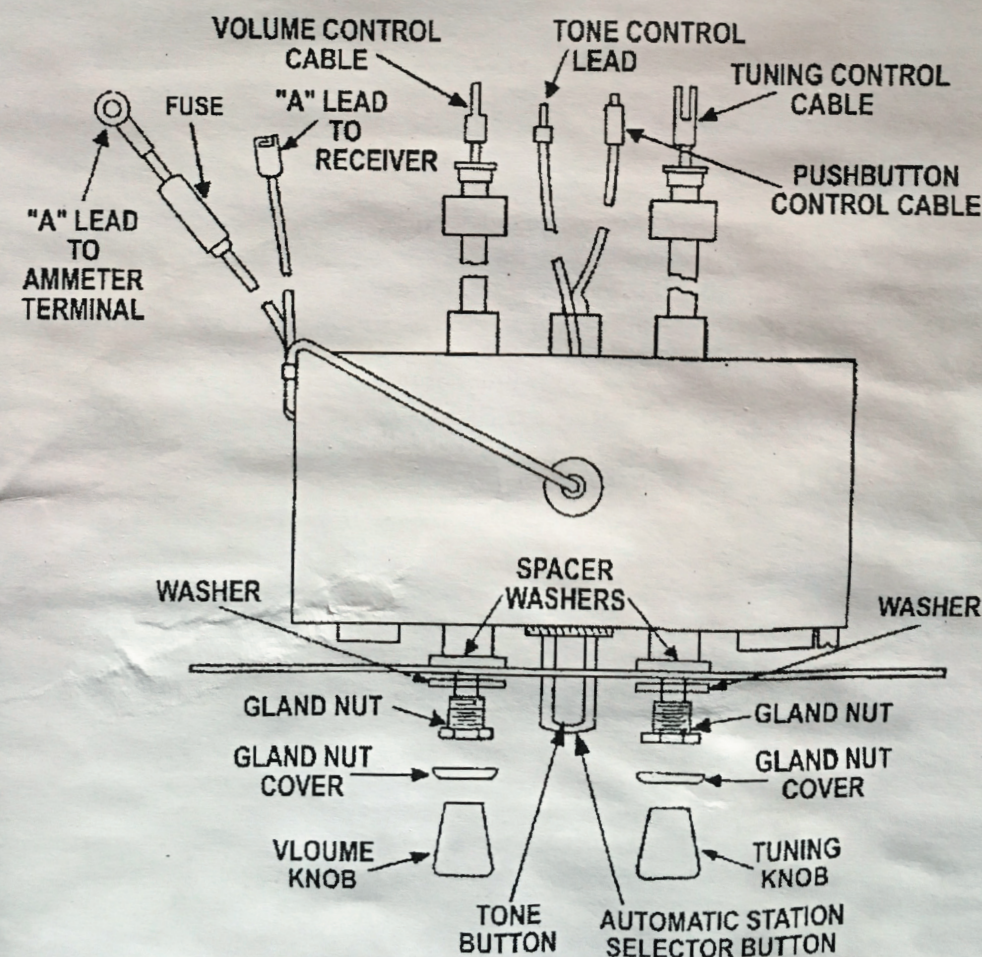 VOLUME CONTROL
CABLE
TONE CONTROL
LEAD
TUNING CONTROL
CABLE
FUSE
"A" LEAD
TO
RECEIVER
PUSHBUTTON
CONTROL CABLE
"A" LEAD
TO
AMMETER
TERMINAL
SPACER
WASHERS
WASHER
WASHER
GLAND NUT
GLAND NUT
GLAND NUT
COVER
GLAND NUT
COVER
VLOUME
KNOB
TUNING
KNOB
TONE
BUTTON
AUTOMATIC STATION
SELECTOR BUTTON